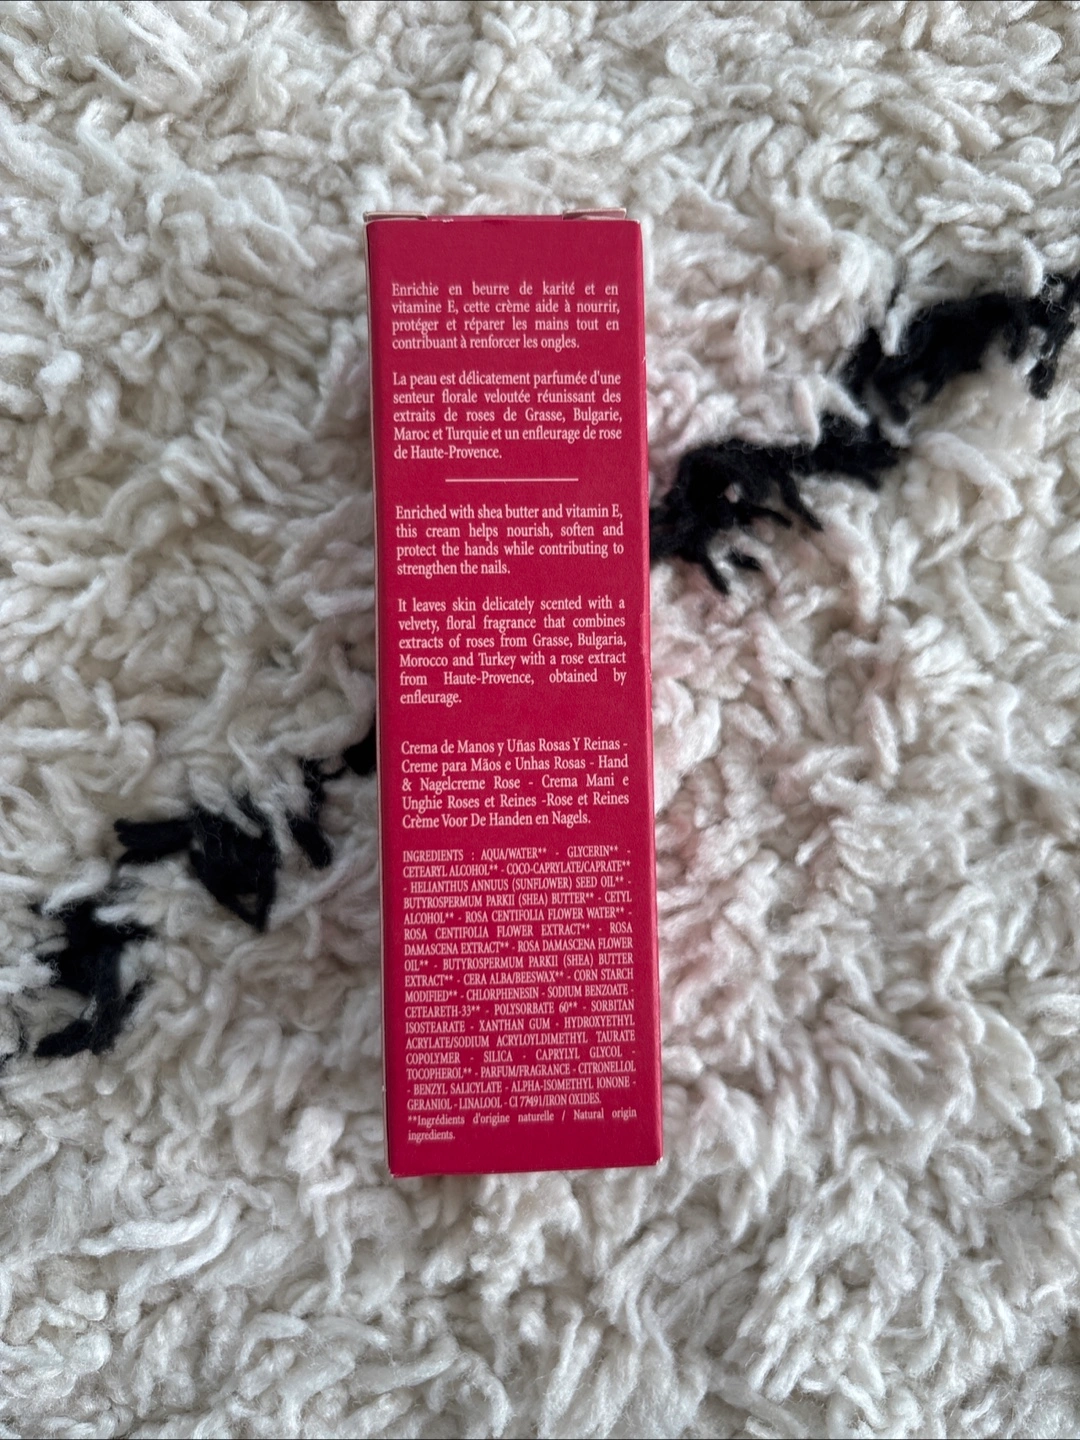 Enrichie en beurre de karité et en
vitamine E, cette crème aide à nourrir,
protéger et réparer les mains tout en
contribuant à renforcer les ongles.
La peau est délicatement parfumée d'une
senteur florale veloutée réunissant des
extraits de roses de Grasse, Bulgarie,
Maroc et Turquie et un enfleurage de rose
de Haute-Provence.
Enriched with shea butter and vitamin E,
this cream helps nourish, soften and
protect the hands while contributing to
strengthen the nails.
It leaves skin delicately scented with a
velvety, floral fragrance that combines
extracts of roses from Grasse, Bulgaria,
Morocco and Turkey with a rose extract
from Haute-Provence, obtained by
enfleurage.
Crema de Manos y Uñas Rosas Y Reinas -
Creme para Mãos e Unhas Rosas - Hand
& Nagelcreme Rose - Crema Mani e
Unghie Roses et Reines -Rose et Reines
Crème Voor De Handen en Nagels.
INGREDIENTS : AQUA/WATER** - GLYCERIN** -
CETEARYL ALCOHOL** - COCO-CAPRYLATE/CAPRATE**
- HELIANTHUS ANNUUS (SUNFLOWER) SEED OIL** -
BUTYROSPERMUM PARKII (SHEA) BUTTER** - CETYL
ALCOHOL** - ROSA CENTIFOLIA FLOWER WATER** -
ROSA CENTIFOLIA FLOWER EXTRACT** - ROSA
DAMASCENA EXTRACT** - ROSA DAMASCENA FLOWER
OIL** - BUTYROSPERMUM PARKII (SHEA) BUTTER
EXTRACT** - CERA ALBA/BEESWAX** - CORN STARCH
MODIFIED** - CHLORPHENESIN - SODIUM BENZOATE -
CETEARETH-33** - POLYSORBATE 60** - SORBITAN
ISOSTEARATE - XANTHAN GUM - HYDROXYETHYL
ACRYLATE/SODIUM ACRYLOYLDIMETHYL TAURATE
COPOLYMER - SILICA - CAPRYLYL GLYCOL -
TOCOPHEROL** - PARFUM/FRAGRANCE - CITRONELLOL
- BENZYL SALICYLATE - ALPHA-ISOMETHYL IONONE -
GERANIOL - LINALOOL - CI 77491/IRON OXIDES.
**Ingrédients d'origine naturelle / Natural origin
ingredients.